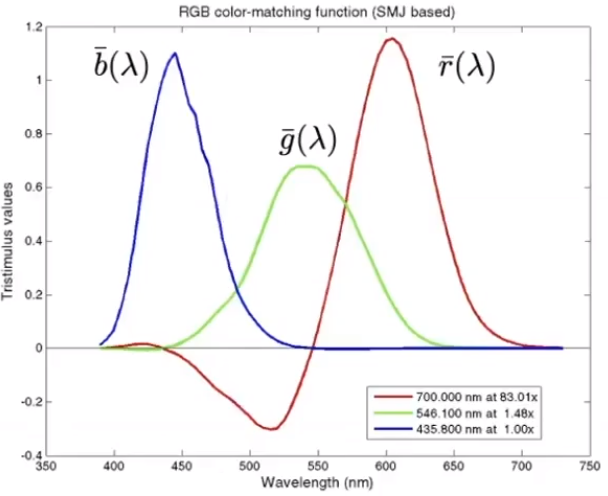 RGB color-matching function (SMJ based)
1.2
1
0.8
0.6
0.4
0.2
0
-0.2
-0.4
Tristimulus values
b̄(λ)
ḡ(λ)
r̄(λ)
700.000 nm at 83.01x
546.100 nm at 1.48x
435.800 nm at 1.00x
350 400 450 500 550 600 650 700 750
Wavelength (nm)